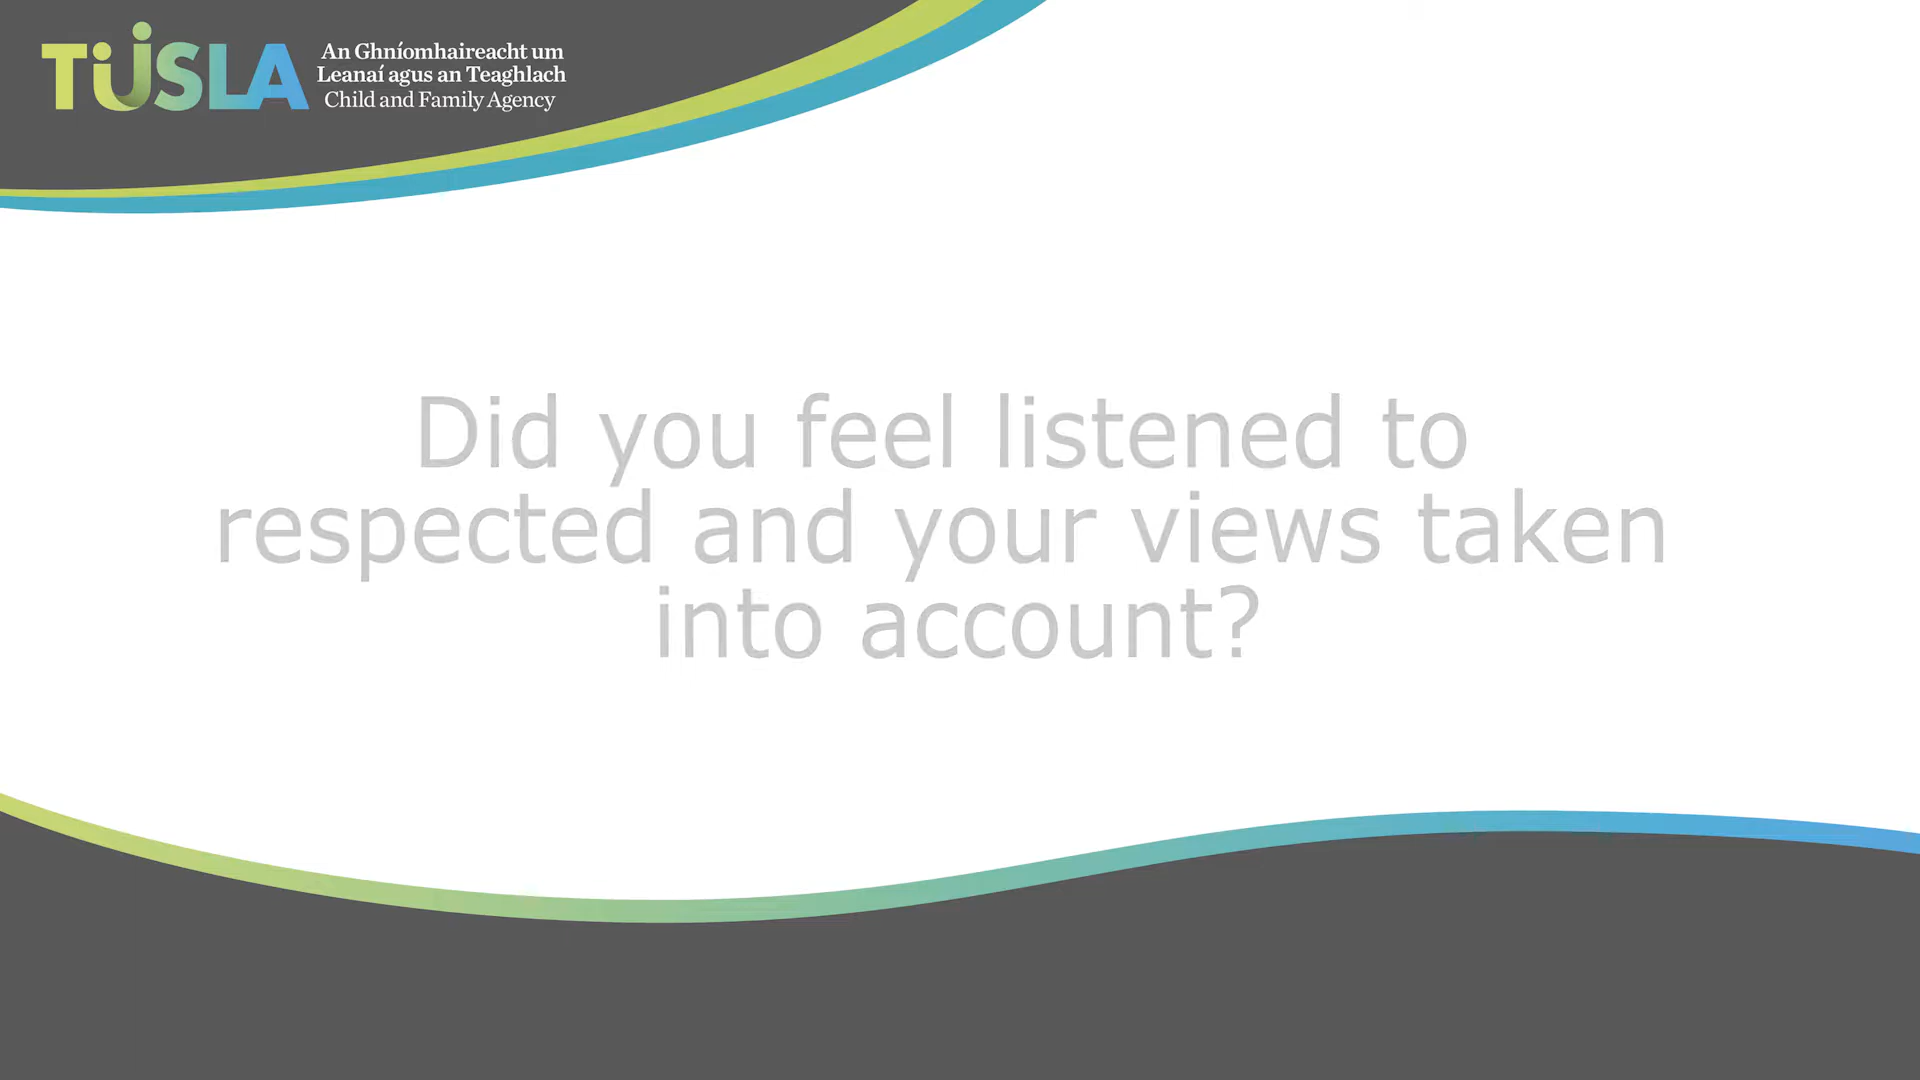 TUSLA
An Ghníomhaireacht um
Leanaí agus an Teaghlach
Child and Family Agency
Did you feel listened to
respected and your views taken
into account?